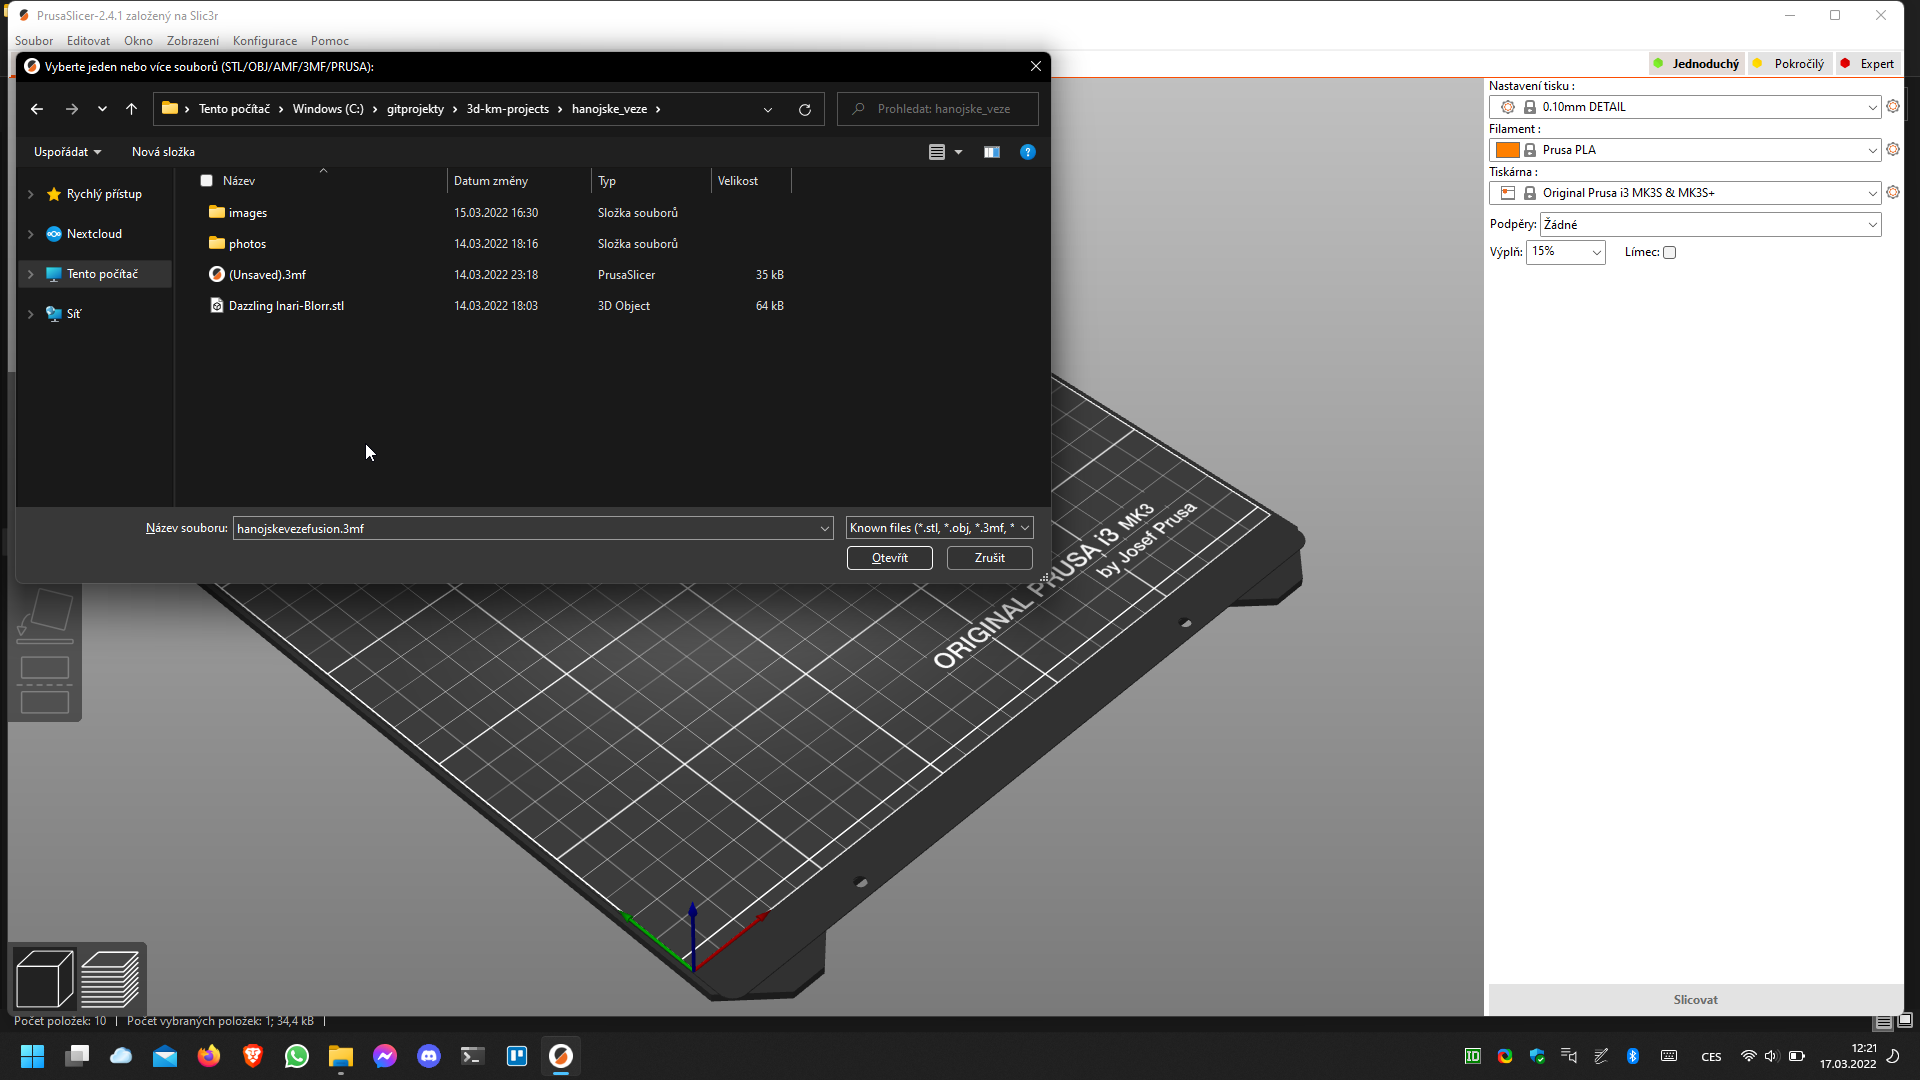 PrusaSlicer-2.4.1 založený na Slic3r
Soubor Editovat Okno Zobrazení Konfigurace Pomoc
Vyberte jeden nebo více souborů (STL/OBJ/AMF/3MF/PRUSA):
Tento počítač Windows (C:) gitprojekty 3d-km-projects hanojske_veze
Prohledat: hanojske_veze
Uspořádat Nová složka
Rychlý přístup
Nextcloud
Tento počítač
Síť
Název Datum změny Typ Velikost
images 15.03.2022 16:30 Složka souborů
photos 14.03.2022 18:16 Složka souborů
(Unsaved).3mf 14.03.2022 23:18 PrusaSlicer 35 kB
Dazzling Inari-Blorr.stl 14.03.2022 18:03 3D Object 64 kB
Název souboru: hanojskevezefusion.3mf
Known files (*.stl, *.obj, *.3mf, *
Otevřít Zrušit
Jednoduchý Pokročilý Expert
Nastavení tisku :
0.10mm DETAIL
Filament :
Prusa PLA
Tiskárna :
Original Prusa i3 MK3S & MK3S+
Podpěry: Žádné
Výplň: 15% Límec:
ORIGINAL PRUSA i3 MK3
by Josef Prusa
Slicovat
Počet položek: 10 Počet vybraných položek: 1; 34,4 kB
ID
CES
12:21
17.03.2022